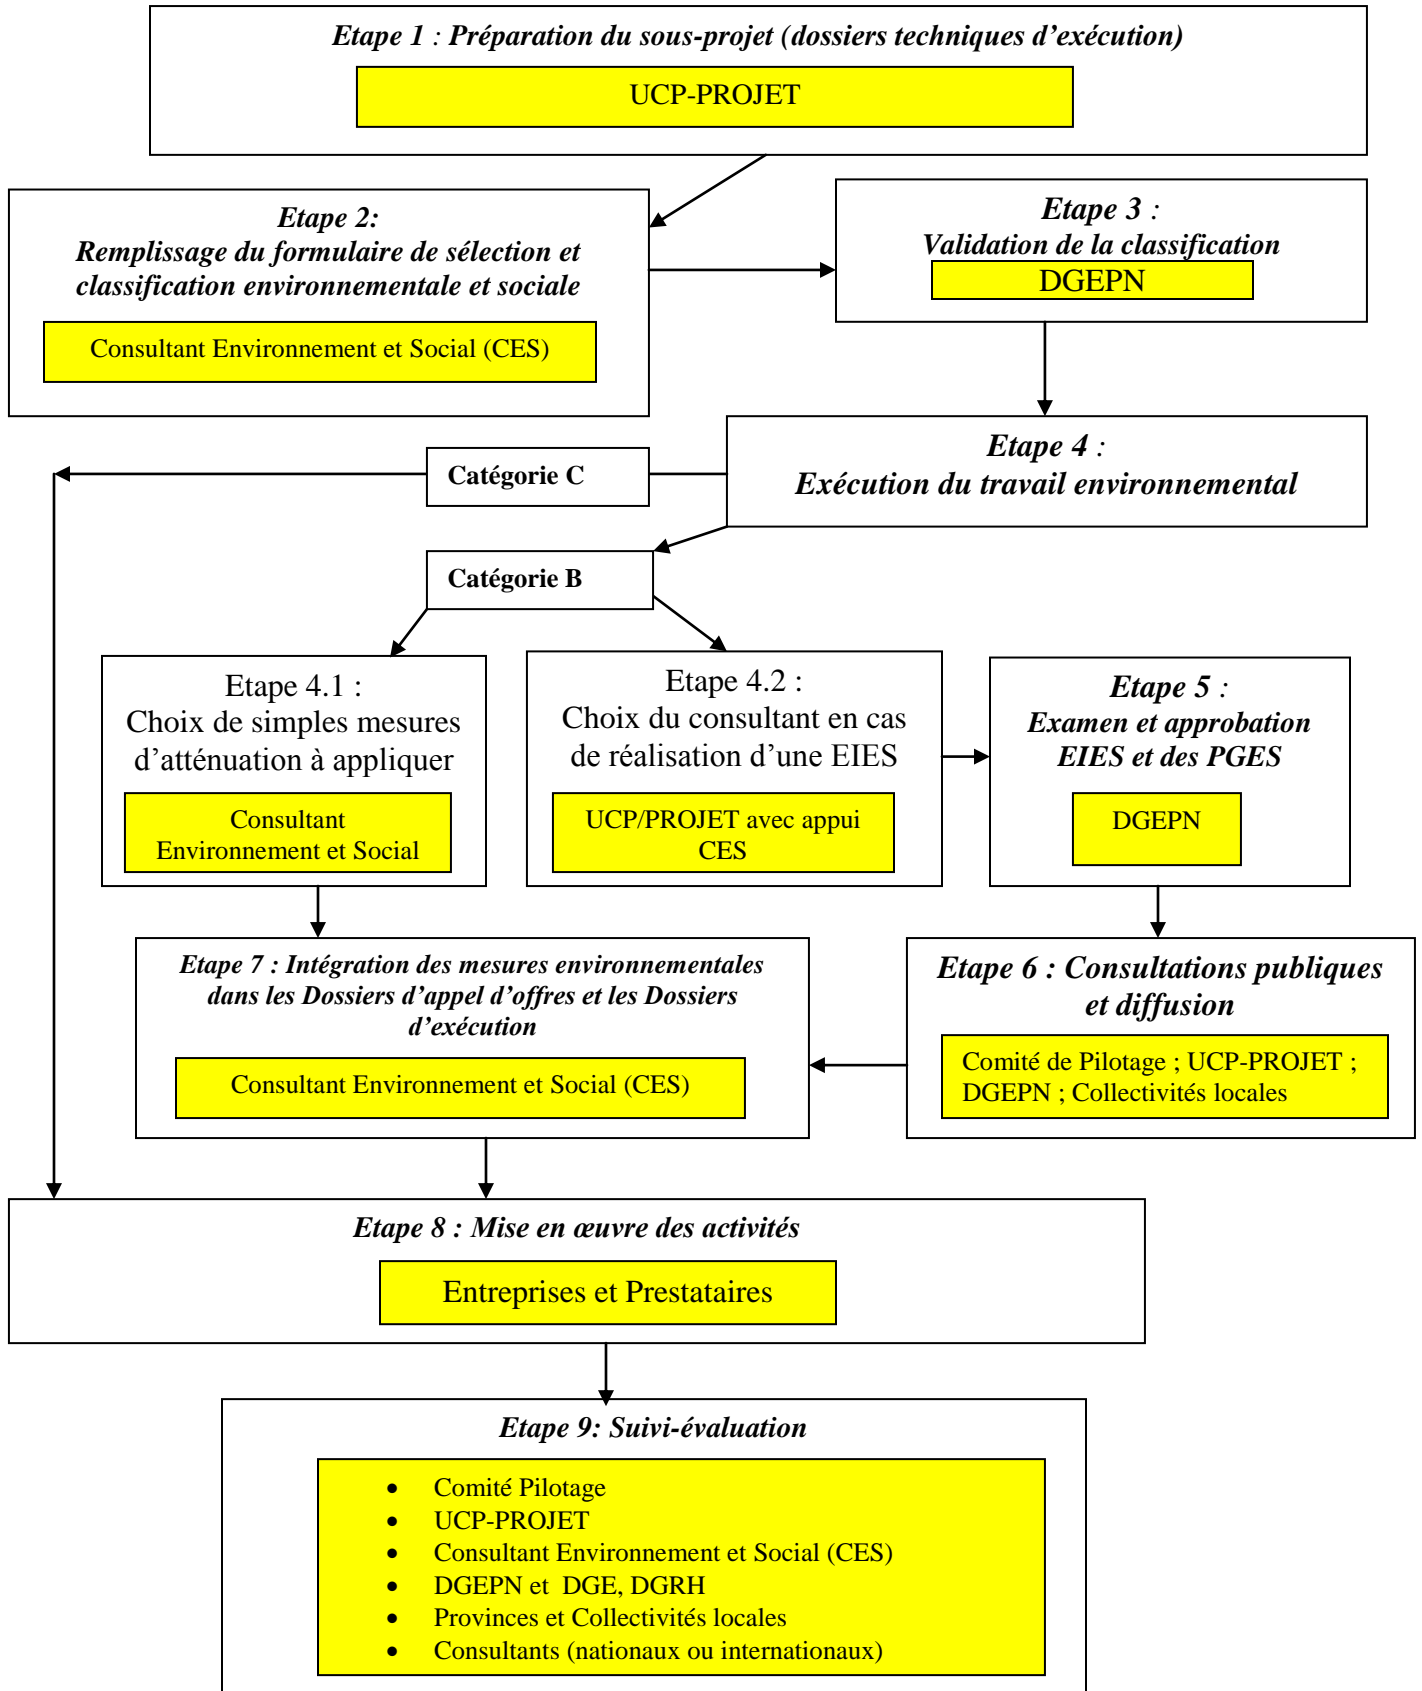 Etape 1 : Préparation du sous-projet (dossiers techniques d’exécution)
UCP-PROJET
Etape 2:
Remplissage du formulaire de sélection et
classification environnementale et sociale
Consultant Environnement et Social (CES)
Etape 3 :
Validation de la classification
DGEPN
Etape 4 :
Exécution du travail environnemental
Catégorie C
Catégorie B
Etape 4.1 :
Choix de simples mesures
d’atténuation à appliquer
Consultant
Environnement et Social
Etape 4.2 :
Choix du consultant en cas
de réalisation d’une EIES
UCP/PROJET avec appui
CES
Etape 5 :
Examen et approbation
EIES et des PGES
DGEPN
Etape 7 : Intégration des mesures environnementales
dans les Dossiers d’appel d’offres et les Dossiers
d’exécution
Consultant Environnement et Social (CES)
Etape 6 : Consultations publiques
et diffusion
Comité de Pilotage ; UCP-PROJET ;
DGEPN ; Collectivités locales
Etape 8 : Mise en œuvre des activités
Entreprises et Prestataires
Etape 9: Suivi-évaluation
• Comité Pilotage
• UCP-PROJET
• Consultant Environnement et Social (CES)
• DGEPN et  DGE, DGRH
• Provinces et Collectivités locales
• Consultants (nationaux ou internationaux)